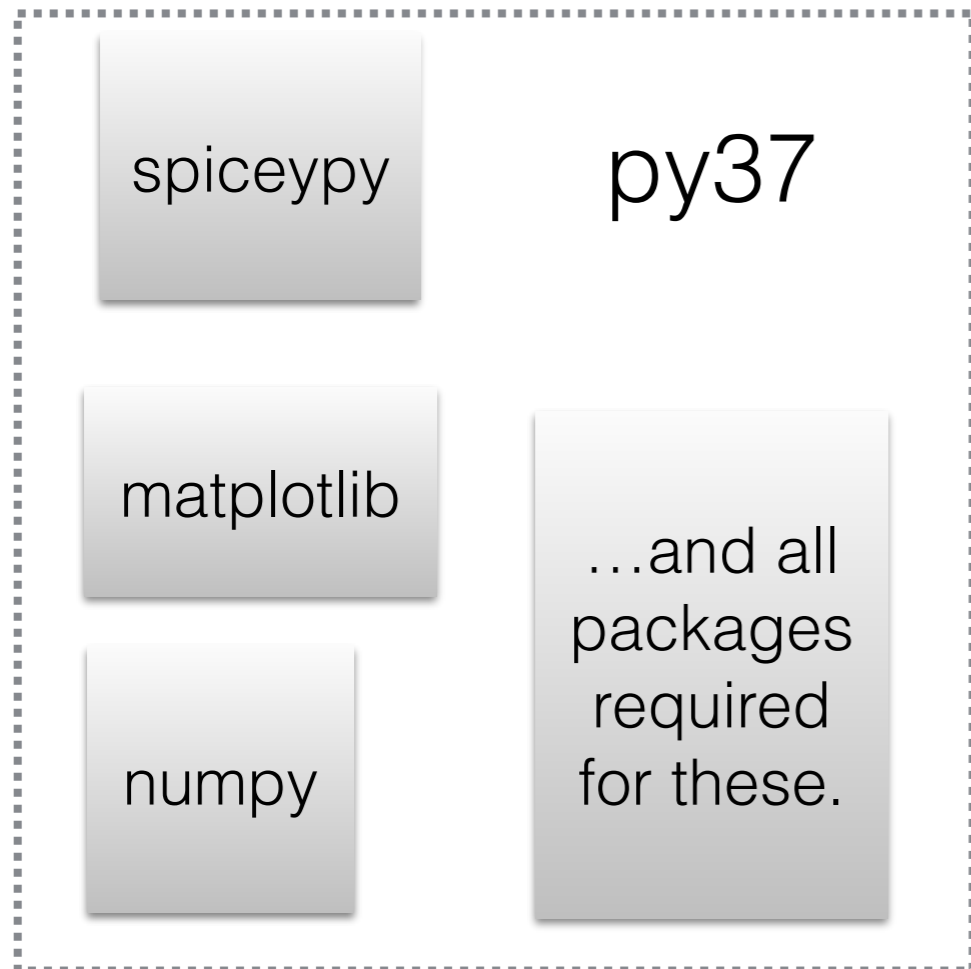 spiceypy
py37
matplotlib
…and all
packages
required
for these.
numpy